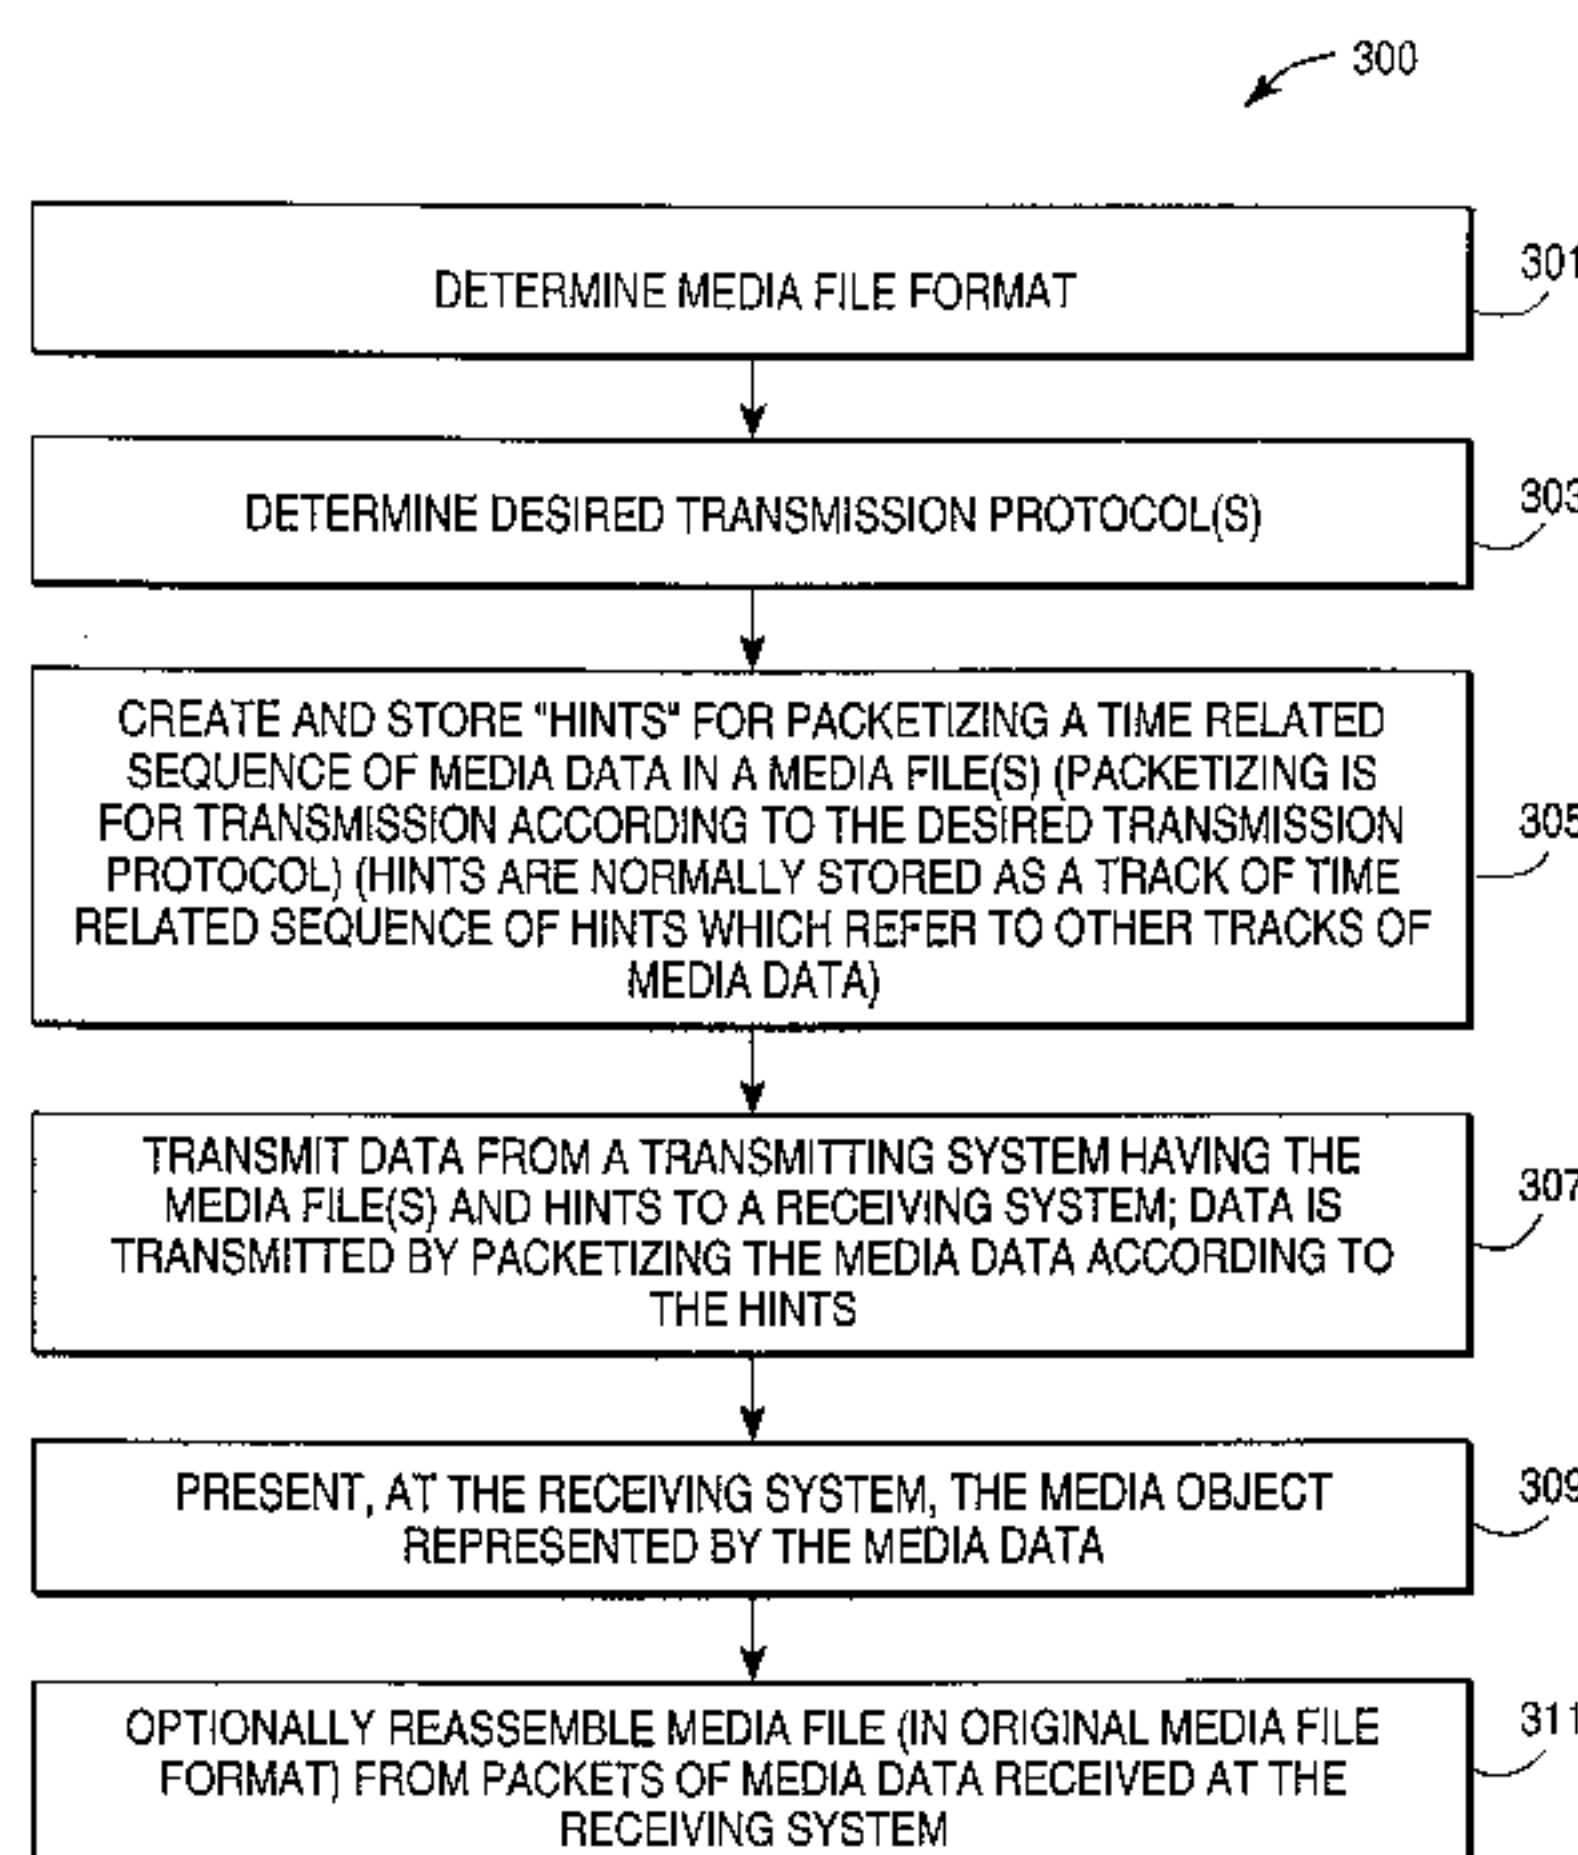 300
DETERMINE MEDIA FILE FORMAT
301
DETERMINE DESIRED TRANSMISSION PROTOCOL(S)
303
CREATE AND STORE "HINTS" FOR PACKETIZING A TIME RELATED
SEQUENCE OF MEDIA DATA IN A MEDIA FILE(S) (PACKETIZING IS
FOR TRANSMISSION ACCORDING TO THE DESIRED TRANSMISSION
PROTOCOL) (HINTS ARE NORMALLY STORED AS A TRACK OF TIME
RELATED SEQUENCE OF HINTS WHICH REFER TO OTHER TRACKS OF
MEDIA DATA)
305
TRANSMIT DATA FROM A TRANSMITTING SYSTEM HAVING THE
MEDIA FILE(S) AND HINTS TO A RECEIVING SYSTEM; DATA IS
TRANSMITTED BY PACKETIZING THE MEDIA DATA ACCORDING TO
THE HINTS
307
PRESENT, AT THE RECEIVING SYSTEM, THE MEDIA OBJECT
REPRESENTED BY THE MEDIA DATA
309
OPTIONALLY REASSEMBLE MEDIA FILE (IN ORIGINAL MEDIA FILE
FORMAT) FROM PACKETS OF MEDIA DATA RECEIVED AT THE
RECEIVING SYSTEM
311